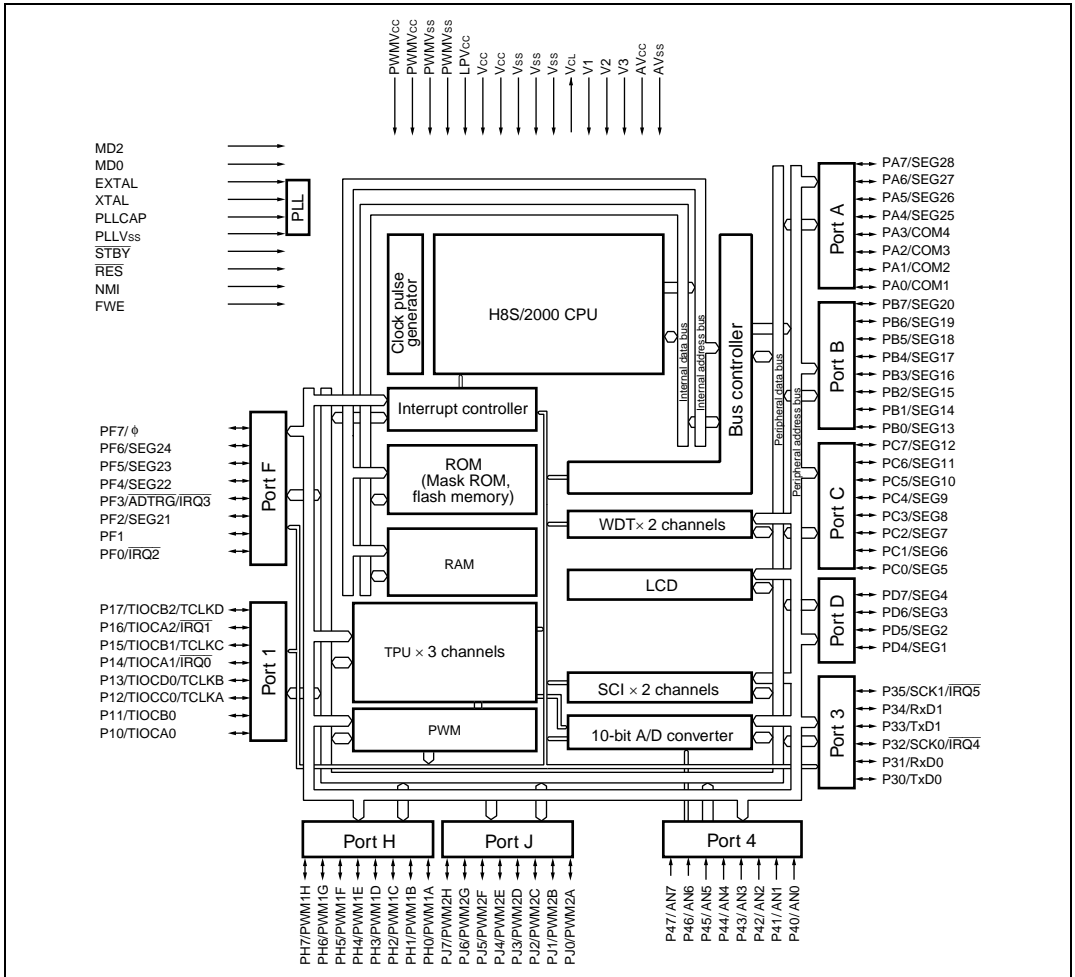 PWMVcc
PWMVcc
PWMVss
PWMVss
LPVcc
Vcc
Vcc
Vss
Vss
Vss
VCL
V1
V2
V3
AVcc
AVss
MD2
MD0
EXTAL
XTAL
PLLCAP
PLLVss
STBY
RES
NMI
FWE
PLL
Clock pulse
generator
H8S/2000 CPU
Internal data bus
Internal address bus
Bus controller
Peripheral data bus
Peripheral address bus
Interrupt controller
ROM
(Mask ROM,
flash memory)
RAM
WDT× 2 channels
LCD
TPU × 3 channels
SCI × 2 channels
PWM
10-bit A/D converter
Port A
PA7/SEG28
PA6/SEG27
PA5/SEG26
PA4/SEG25
PA3/COM4
PA2/COM3
PA1/COM2
PA0/COM1
Port B
PB7/SEG20
PB6/SEG19
PB5/SEG18
PB4/SEG17
PB3/SEG16
PB2/SEG15
PB1/SEG14
PB0/SEG13
Port C
PC7/SEG12
PC6/SEG11
PC5/SEG10
PC4/SEG9
PC3/SEG8
PC2/SEG7
PC1/SEG6
PC0/SEG5
Port D
PD7/SEG4
PD6/SEG3
PD5/SEG2
PD4/SEG1
Port 3
P35/SCK1/IRQ5
P34/RxD1
P33/TxD1
P32/SCK0/IRQ4
P31/RxD0
P30/TxD0
PF7/ϕ
PF6/SEG24
PF5/SEG23
PF4/SEG22
PF3/ADTRG/IRQ3
PF2/SEG21
PF1
PF0/IRQ2
Port F
P17/TIOCB2/TCLKD
P16/TIOCA2/IRQ1
P15/TIOCB1/TCLKC
P14/TIOCA1/IRQ0
P13/TIOCD0/TCLKB
P12/TIOCC0/TCLKA
P11/TIOCB0
P10/TIOCA0
Port 1
Port H
Port J
Port 4
PH7/PWM1H
PH6/PWM1G
PH5/PWM1F
PH4/PWM1E
PH3/PWM1D
PH2/PWM1C
PH1/PWM1B
PH0/PWM1A
PJ7/PWM2H
PJ6/PWM2G
PJ5/PWM2F
PJ4/PWM2E
PJ3/PWM2D
PJ2/PWM2C
PJ1/PWM2B
PJ0/PWM2A
P47/ AN7
P46/ AN6
P45/ AN5
P44/ AN4
P43/ AN3
P42/ AN2
P41/ AN1
P40/ AN0